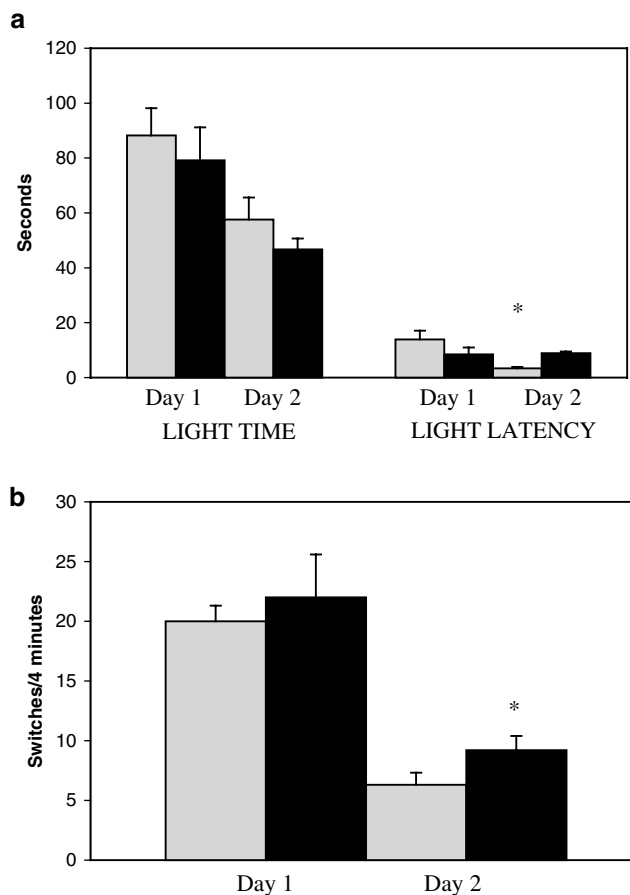 a
120
100
80
60
40
20
0
Seconds
*
Day 1 Day 2 Day 1 Day 2
LIGHT TIME LIGHT LATENCY
b
30
25
20
15
10
5
0
Switches/4 minutes
*
Day 1 Day 2